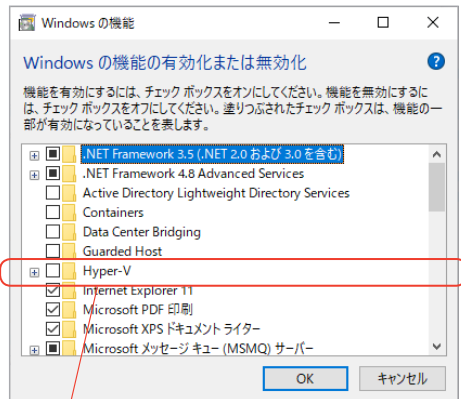 Windows の機能
Windows の機能の有効化または無効化
機能を有効にするには、チェック ボックスをオンにしてください。機能を無効にするに
は、チェック ボックスをオフにしてください。塗りつぶされたチェック ボックスは、機能の一
部が有効になっていることを表します。
.NET Framework 3.5 (.NET 2.0 および 3.0 を含む)
.NET Framework 4.8 Advanced Services
Active Directory Lightweight Directory Services
Containers
Data Center Bridging
Guarded Host
Hyper-V
Internet Explorer 11
Microsoft PDF 印刷
Microsoft XPS ドキュメント ライター
Microsoft メッセージ キュー (MSMQ) サーバー
OK
キャンセル